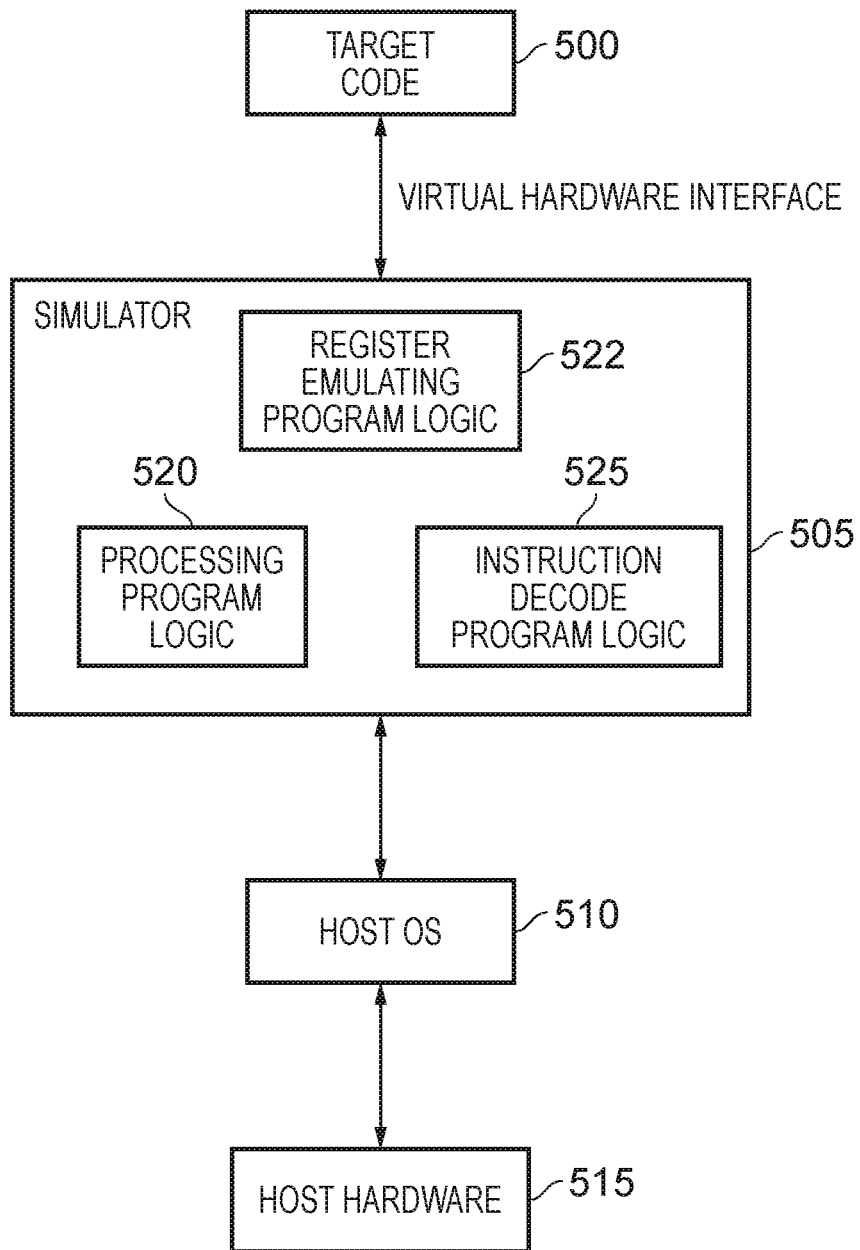 TARGET
CODE
500
VIRTUAL HARDWARE INTERFACE
SIMULATOR
REGISTER
EMULATING
PROGRAM LOGIC
522
520
525
PROCESSING
PROGRAM
LOGIC
INSTRUCTION
DECODE
PROGRAM LOGIC
505
HOST OS
510
HOST HARDWARE
515